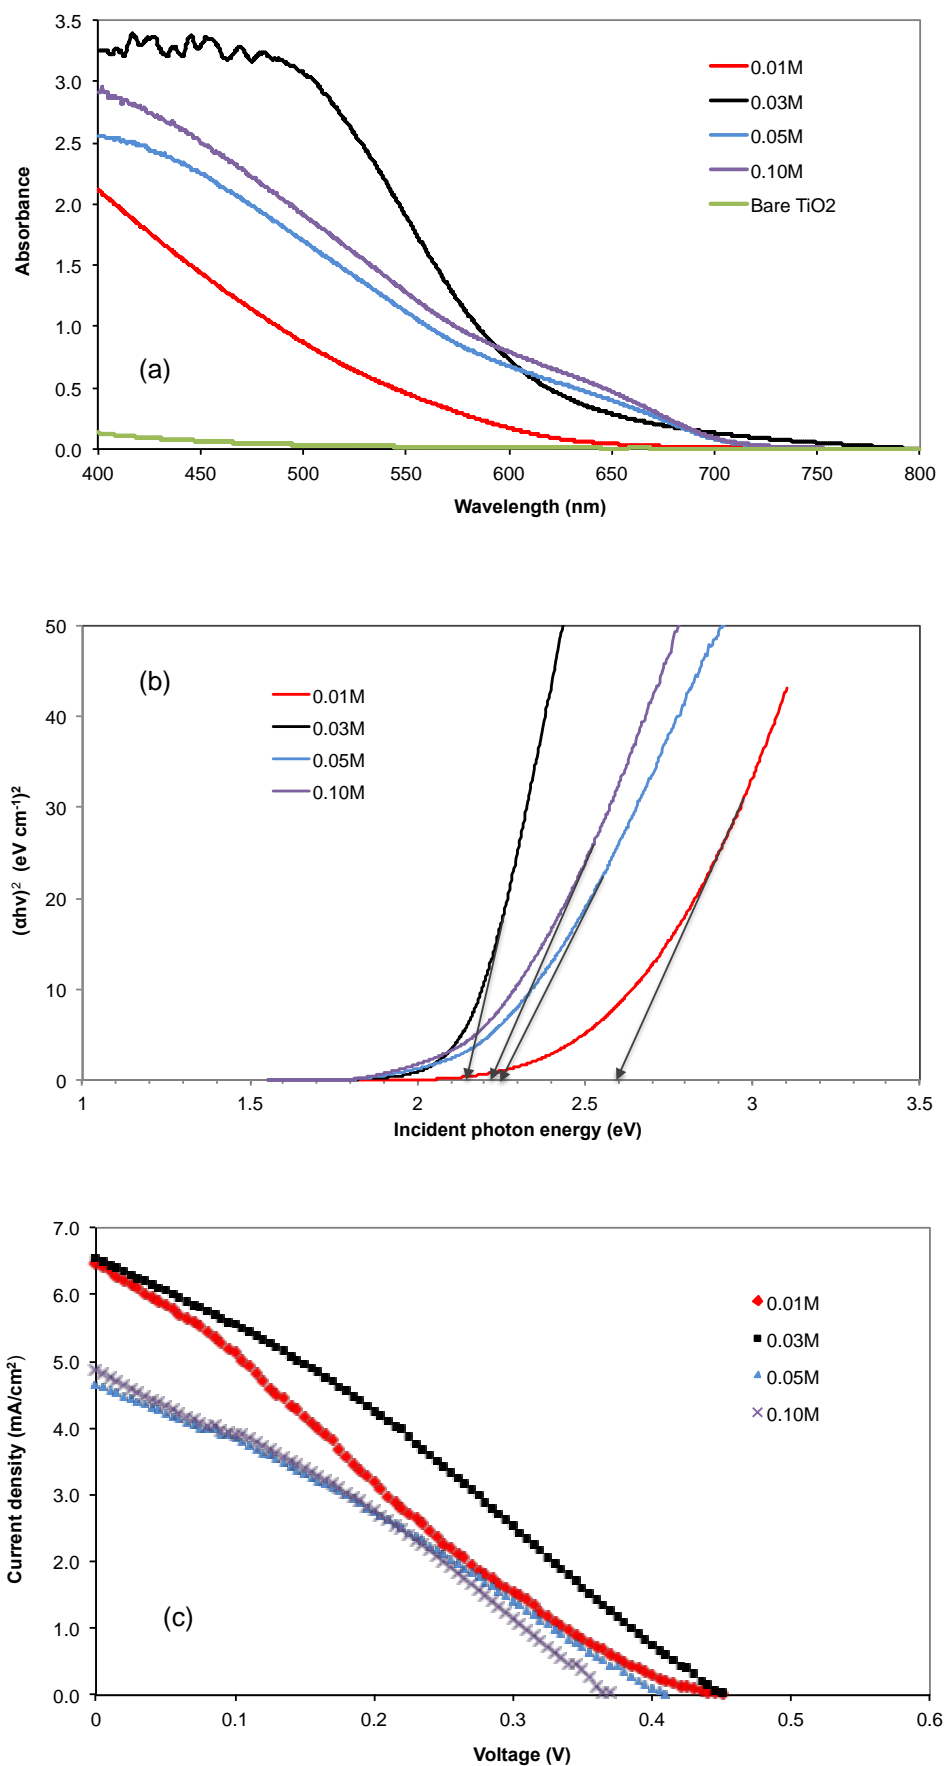 3.5
3.0
2.5
2.0
1.5
1.0
0.5
0.0
Absorbance
0.01M
0.03M
0.05M
0.10M
Bare TiO2
(a)
400 450 500 550 600 650 700 750 800
Wavelength (nm)
50
40
30
20
10
0
(αhν)² (eV cm⁻¹)²
(b)
0.01M
0.03M
0.05M
0.10M
1 1.5 2 2.5 3 3.5
Incident photon energy (eV)
7.0
6.0
5.0
4.0
3.0
2.0
1.0
0.0
Current density (mA/cm²)
0.01M
0.03M
0.05M
0.10M
(c)
0 0.1 0.2 0.3 0.4 0.5 0.6
Voltage (V)